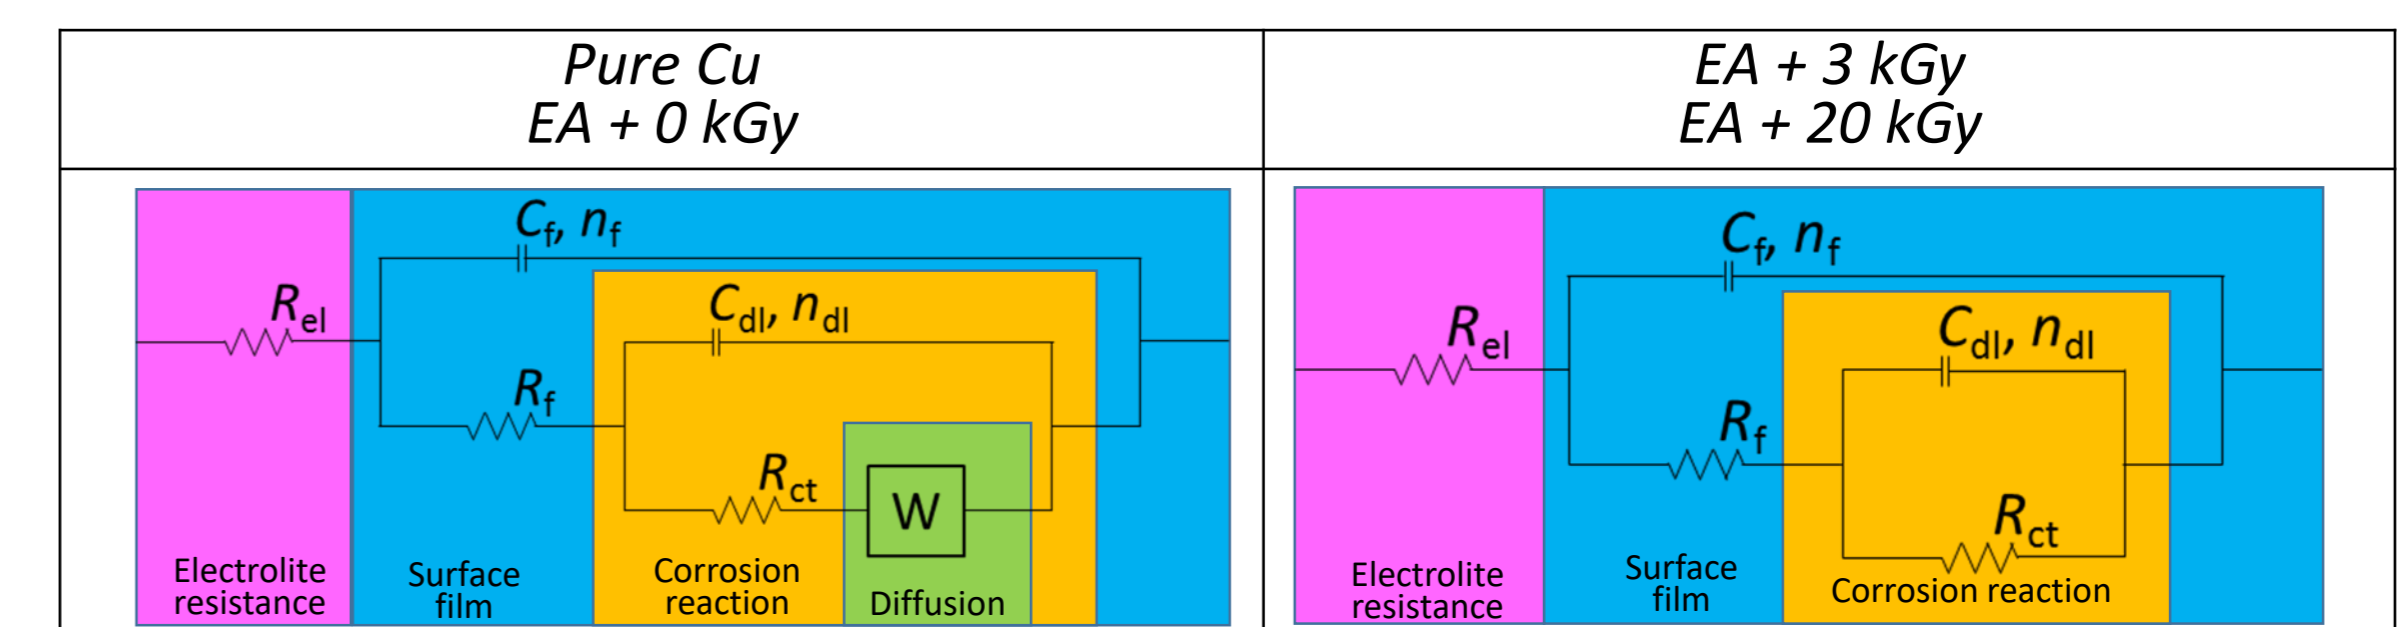 Pure Cu
EA + 0 kGy
EA + 3 kGy
EA + 20 kGy
Cf, nf
Cdl, ndl
Rel
Rf
Rct
W
Electrolite
resistance
Surface
film
Corrosion
reaction
Diffusion
Cf, nf
Cdl, ndl
Rel
Rf
Rct
Electrolite
resistance
Surface
film
Corrosion reaction